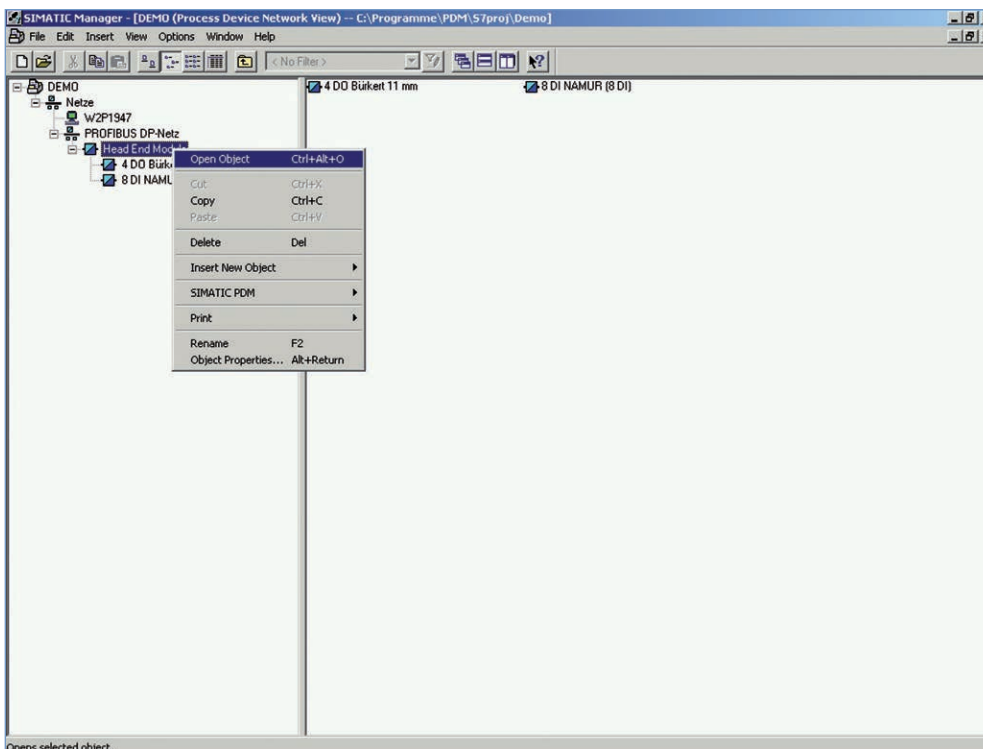 SIMATIC Manager - [DEMO (Process Device Network View) -- C:\Programme\PDM\S7proj\Demo]
File Edit Insert View Options Window Help
< No Filter >
DEMO
Netze
W2P1947
PROFIBUS DP-Netz
Head End Module
4 DO Bürk
8 DI NAMU
4 DO Bürkert 11 mm
8 DI NAMUR (8 DI)
Open Object Ctrl+Alt+O
Cut Ctrl+X
Copy Ctrl+C
Paste Ctrl+V
Delete Del
Insert New Object
SIMATIC PDM
Print
Rename F2
Object Properties... Alt+Return
Opens selected object.